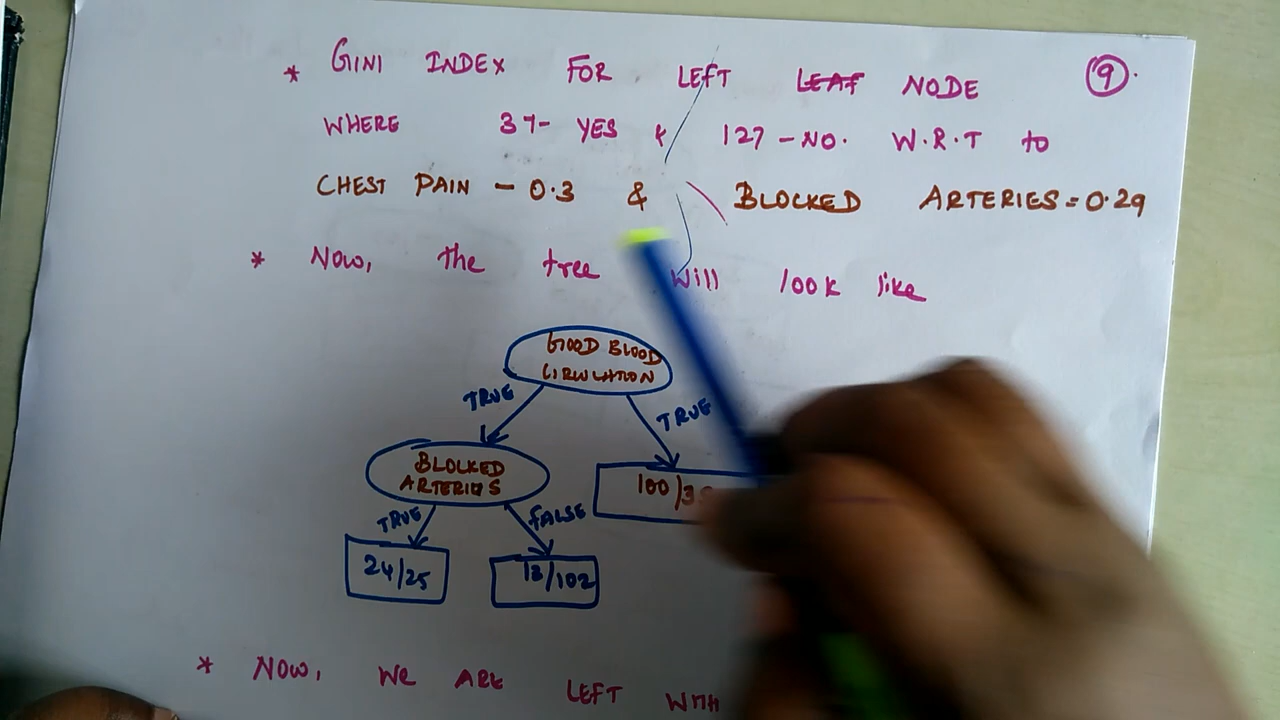 * GINI INDEX FOR LEFT LEAF NODE (9).
WHERE 37- YES & 127 - NO. W.R.T to
CHEST PAIN - 0.3 & BLOCKED ARTERIES = 0.29
* NOW, the tree will look like
GOOD BLOOD
CIRCULATION
TRUE TRUE
BLOCKED
ARTERIES
100/3
TRUE FALSE
24/25 13/102
* NOW, WE ARE LEFT WITH